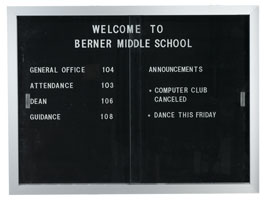 WELCOME TO
BERNER MIDDLE SCHOOL
GENERAL OFFICE 104
ATTENDANCE 103
DEAN 106
GUIDANCE 108
ANNOUNCEMENTS
• COMPUTER CLUB
CANCELED
• DANCE THIS FRIDAY